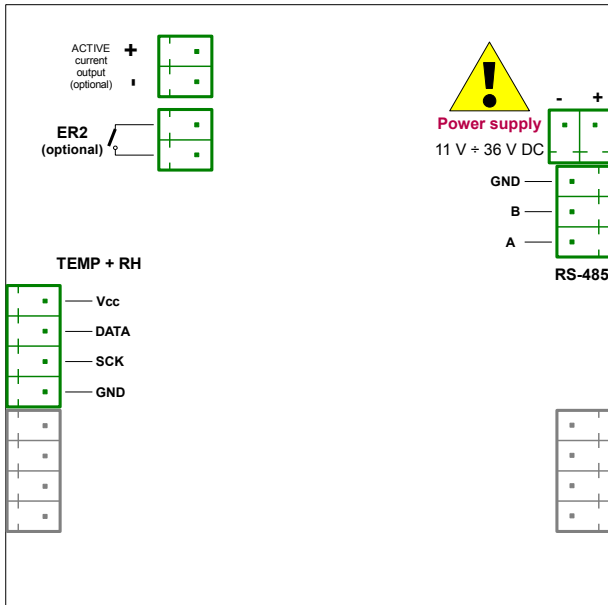 ACTIVE +
current
output
(optional) -
ER2
(optional)
!
Power supply
- +
11 V ÷ 36 V DC
GND
B
A
RS-485
TEMP + RH
Vcc
DATA
SCK
GND